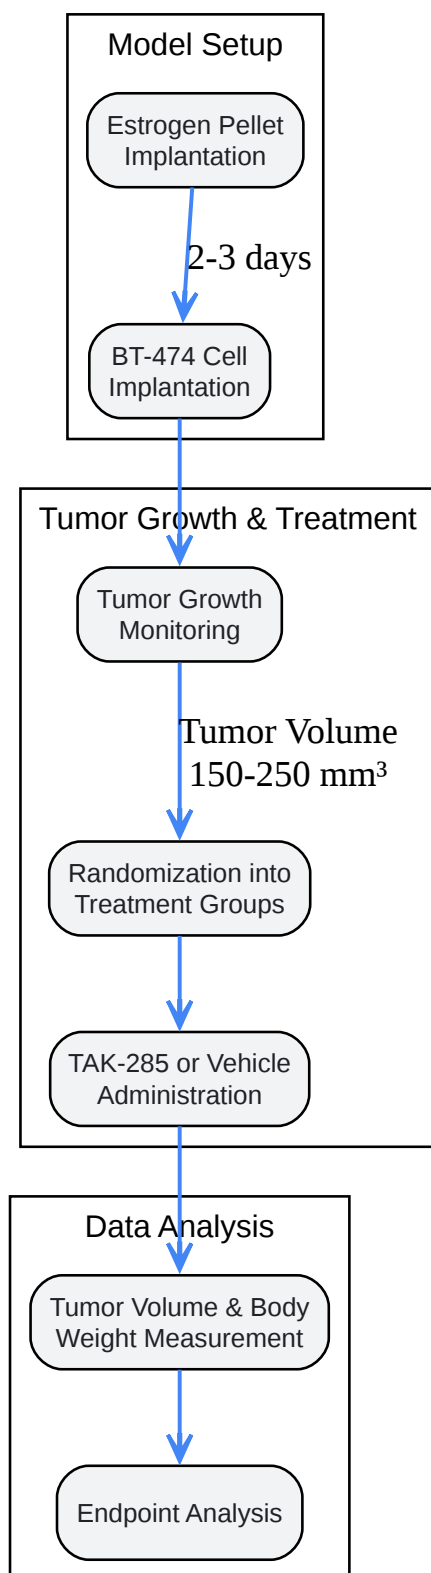 Model Setup
Estrogen Pellet
Implantation
2-3 days
BT-474 Cell
Implantation
Tumor Growth & Treatment
Tumor Growth
Monitoring
Tumor Volume
150-250 mm³
Randomization into
Treatment Groups
TAK-285 or Vehicle
Administration
Data Analysis
Tumor Volume & Body
Weight Measurement
Endpoint Analysis